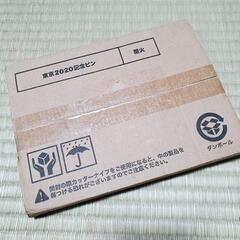 東京2020記念ピン
聖火
開封の際カッターナイフをご使用になると、中の製品を
傷つける恐れがございますのでご注意ください。
ダンボール